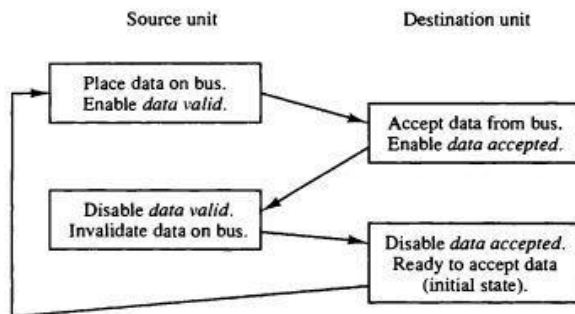 Source unit
Destination unit
Place data on bus.
Enable data valid.
Accept data from bus.
Enable data accepted.
Disable data valid.
Invalidate data on bus.
Disable data accepted.
Ready to accept data
(initial state).